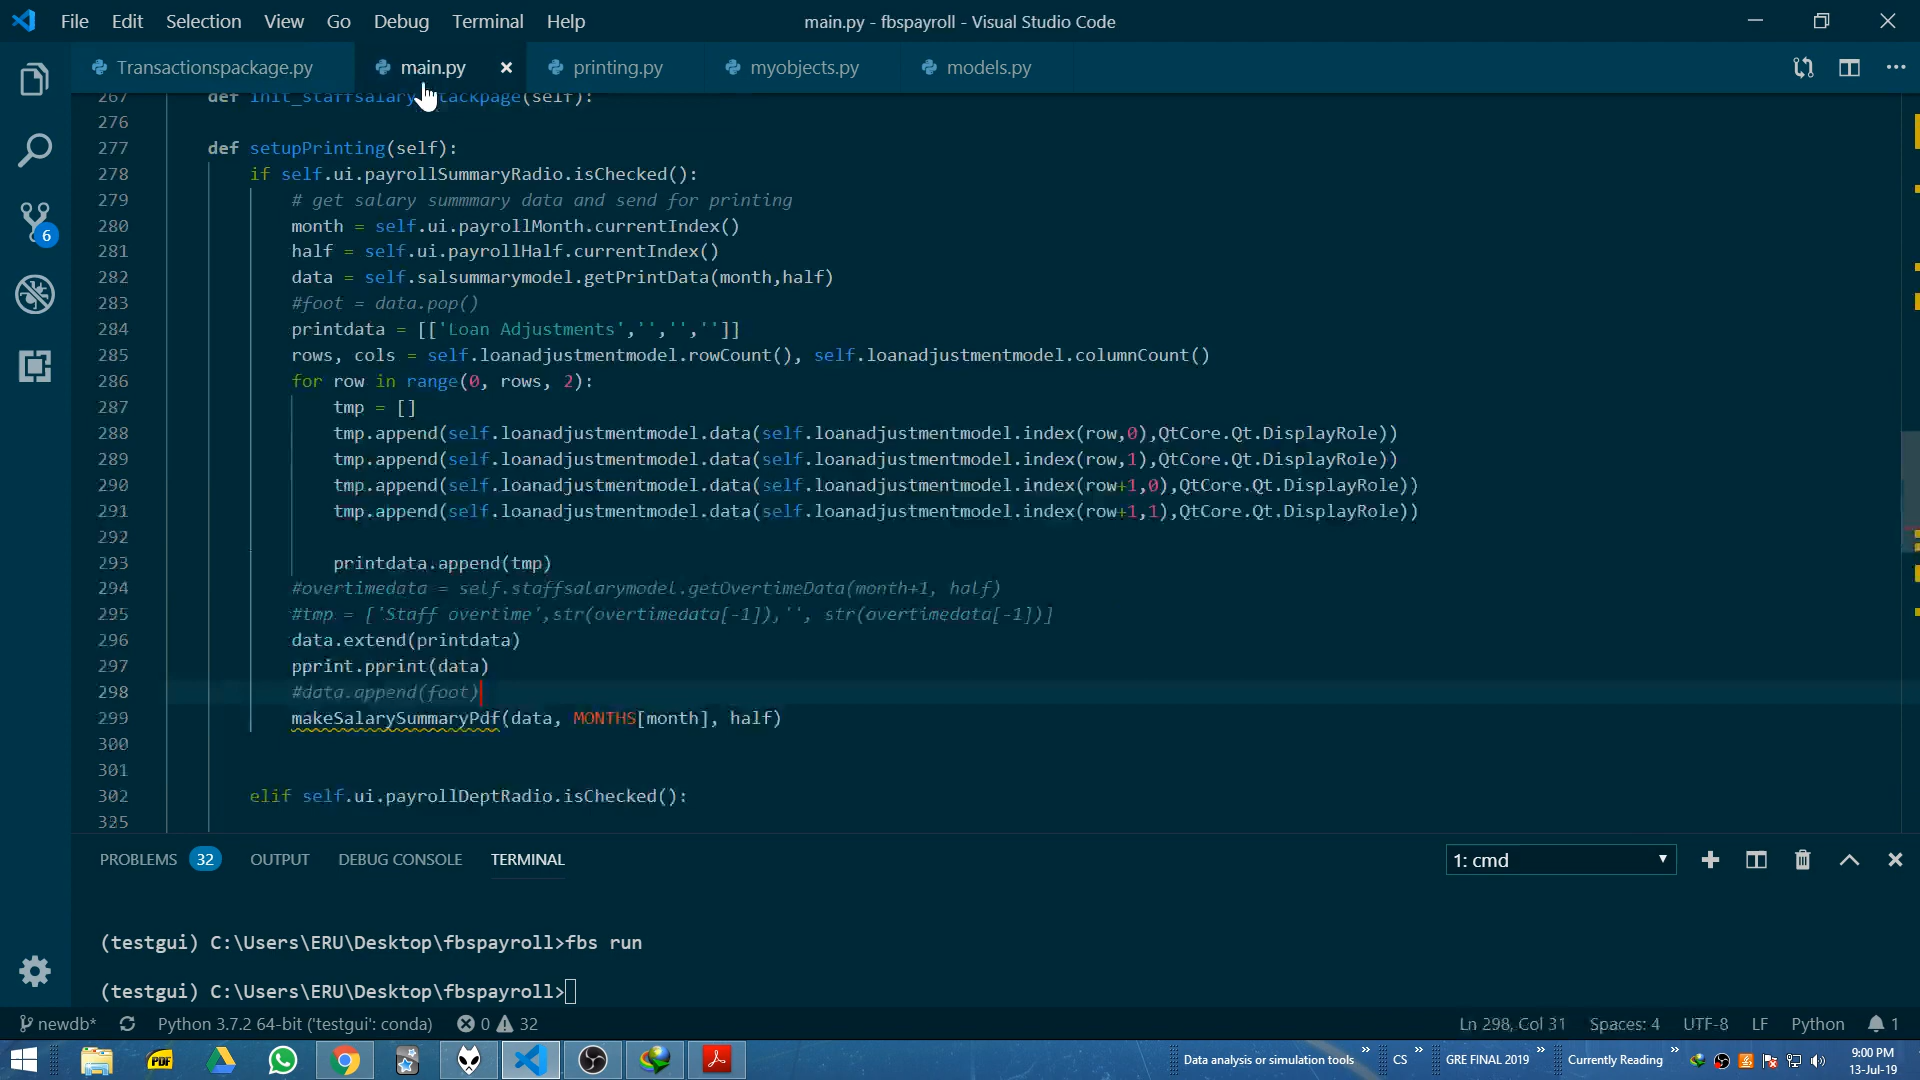 File Edit Selection View Go Debug Terminal Help
main.py - fbspayroll - Visual Studio Code
Transactionspackage.py main.py × printing.py myobjects.py models.py
267 def init_staffsalary_stackpage(self):
276
277 def setupPrinting(self):
278 if self.ui.payrollSummaryRadio.isChecked():
279 # get salary summmary data and send for printing
280 month = self.ui.payrollMonth.currentIndex()
281 half = self.ui.payrollHalf.currentIndex()
282 data = self.salsummarymodel.getPrintData(month,half)
283 #foot = data.pop()
284 printdata = [['Loan Adjustments','','','']]
285 rows, cols = self.loanadjustmentmodel.rowCount(), self.loanadjustmentmodel.columnCount()
286 for row in range(0, rows, 2):
287 tmp = []
288 tmp.append(self.loanadjustmentmodel.data(self.loanadjustmentmodel.index(row,0),QtCore.Qt.DisplayRole))
289 tmp.append(self.loanadjustmentmodel.data(self.loanadjustmentmodel.index(row,1),QtCore.Qt.DisplayRole))
290 tmp.append(self.loanadjustmentmodel.data(self.loanadjustmentmodel.index(row+1,0),QtCore.Qt.DisplayRole))
291 tmp.append(self.loanadjustmentmodel.data(self.loanadjustmentmodel.index(row+1,1),QtCore.Qt.DisplayRole))
292
293 printdata.append(tmp)
294 #overtimedata = self.staffsalarymodel.getOvertimeData(month+1, half)
295 #tmp = ['Staff overtime',str(overtimedata[-1]),'', str(overtimedata[-1])]
296 data.extend(printdata)
297 pprint.pprint(data)
298 #data.append(foot)
299 makeSalarySummaryPdf(data, MONTHS[month], half)
300
301
302 elif self.ui.payrollDeptRadio.isChecked():
325
6
PROBLEMS 32 OUTPUT DEBUG CONSOLE TERMINAL
1: cmd
(testgui) C:\Users\ERU\Desktop\fbspayroll>fbs run
(testgui) C:\Users\ERU\Desktop\fbspayroll>
newdb* Python 3.7.2 64-bit ('testgui': conda) 0 32
Ln 298, Col 31 Spaces: 4 UTF-8 LF Python 1
PDF
Data analysis or simulation tools » CS » GRE FINAL 2019 » Currently Reading »
9:00 PM
13-Jul-19